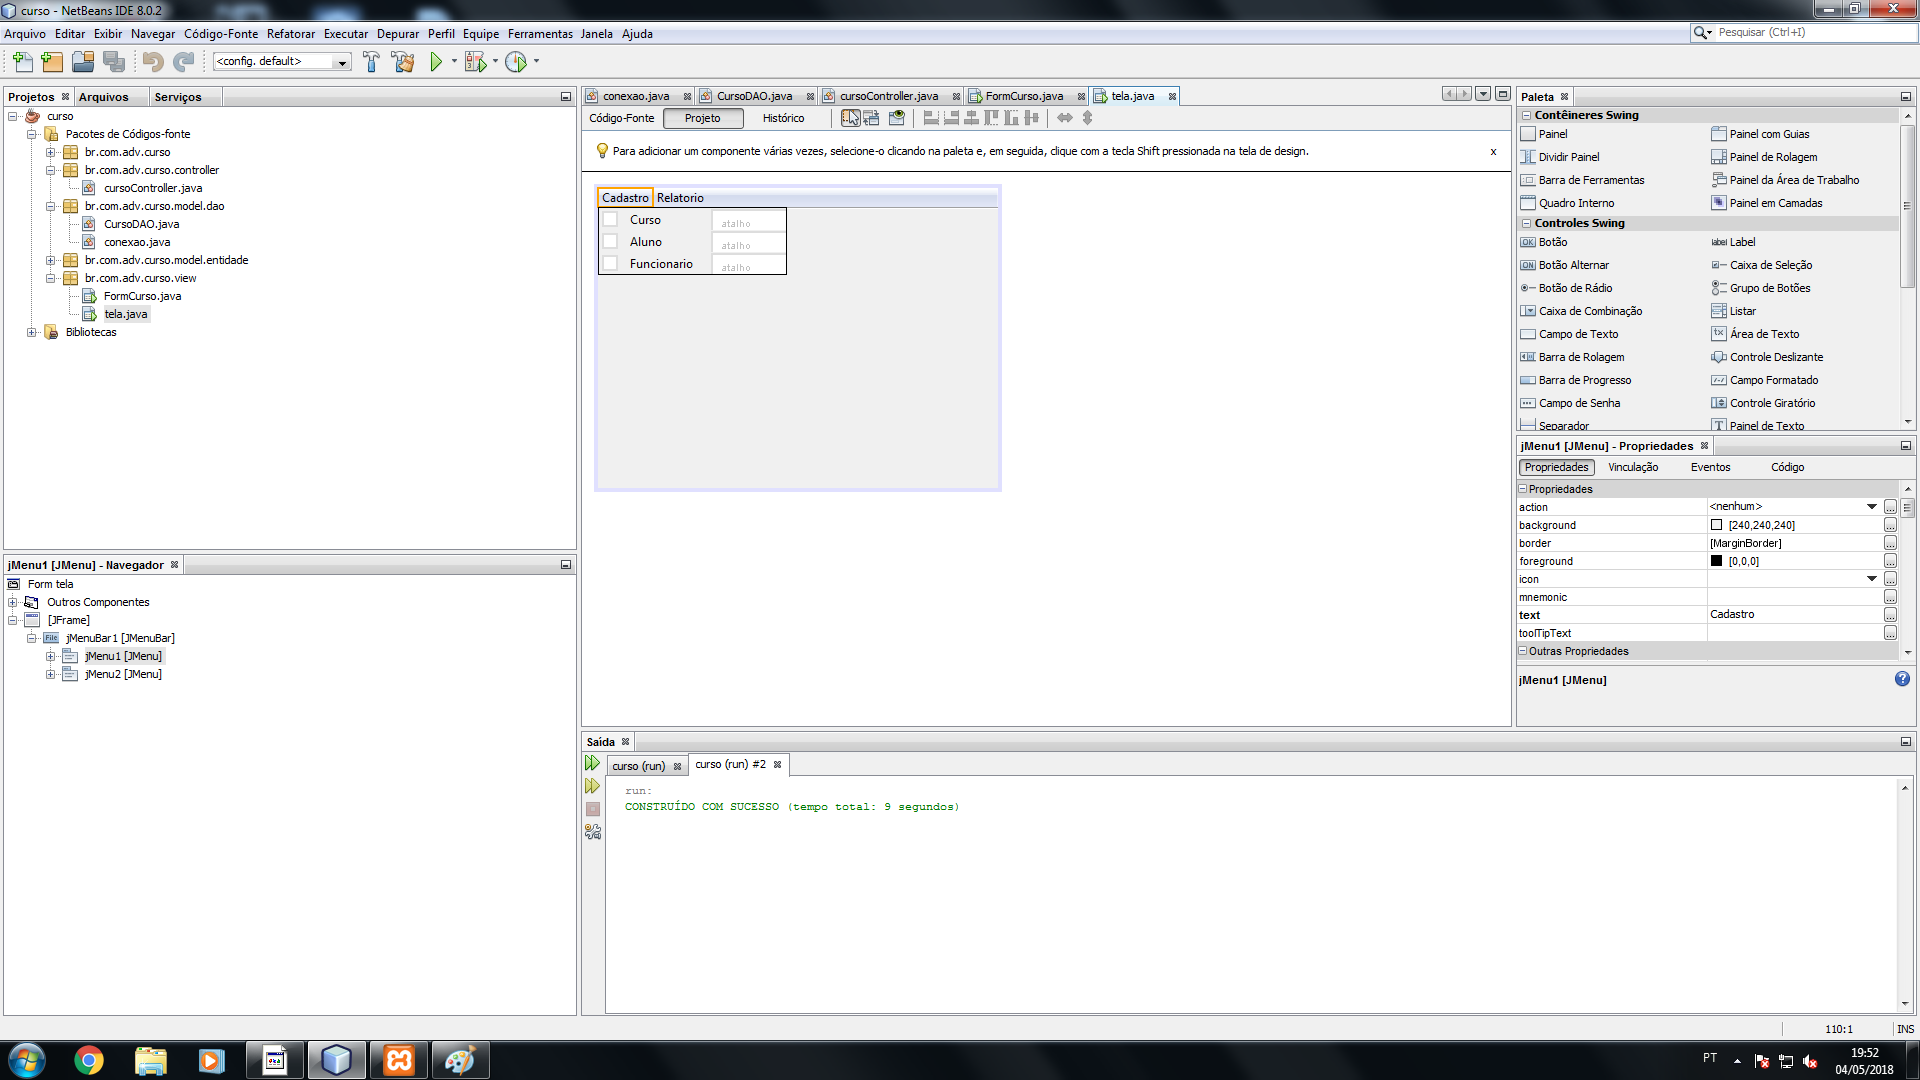 curso - NetBeans IDE 8.0.2
Arquivo Editar Exibir Navegar Código-Fonte Refatorar Executar Depurar Perfil Equipe Ferramentas Janela Ajuda
Pesquisar (Ctrl+I)
<config. default>
Projetos Arquivos Serviços
curso
Pacotes de Códigos-fonte
br.com.adv.curso
br.com.adv.curso.controller
cursoController.java
br.com.adv.curso.model.dao
CursoDAO.java
conexao.java
br.com.adv.curso.model.entidade
br.com.adv.curso.view
FormCurso.java
tela.java
Bibliotecas
jMenu1 [JMenu] - Navegador
Form tela
Outros Componentes
[JFrame]
File jMenuBar1 [JMenuBar]
jMenu1 [JMenu]
jMenu2 [JMenu]
conexao.java CursoDAO.java cursoController.java FormCurso.java tela.java
Código-Fonte Projeto Histórico
Para adicionar um componente várias vezes, selecione-o clicando na paleta e, em seguida, clique com a tecla Shift pressionada na tela de design. x
Cadastro Relatorio
Curso atalho
Aluno atalho
Funcionario atalho
Paleta
Contêineres Swing
Painel Painel com Guias
Dividir Painel Painel de Rolagem
Barra de Ferramentas Painel da Área de Trabalho
Quadro Interno Painel em Camadas
Controles Swing
OK Botão label Label
ON Botão Alternar Caixa de Seleção
Botão de Rádio Grupo de Botões
Caixa de Combinação Listar
Campo de Texto Área de Texto
Barra de Rolagem Controle Deslizante
Barra de Progresso Campo Formatado
Campo de Senha Controle Giratório
Separador Painel de Texto
jMenu1 [JMenu] - Propriedades
Propriedades Vinculação Eventos Código
Propriedades
action <nenhum> ...
background [240,240,240] ...
border [MarginBorder] ...
foreground [0,0,0] ...
icon ...
mnemonic ...
text Cadastro ...
toolTipText ...
Outras Propriedades
jMenu1 [JMenu] ?
Saída
curso (run) curso (run) #2
run:
CONSTRUÍDO COM SUCESSO (tempo total: 9 segundos)
110:1 INS
PT 19:52
04/05/2018